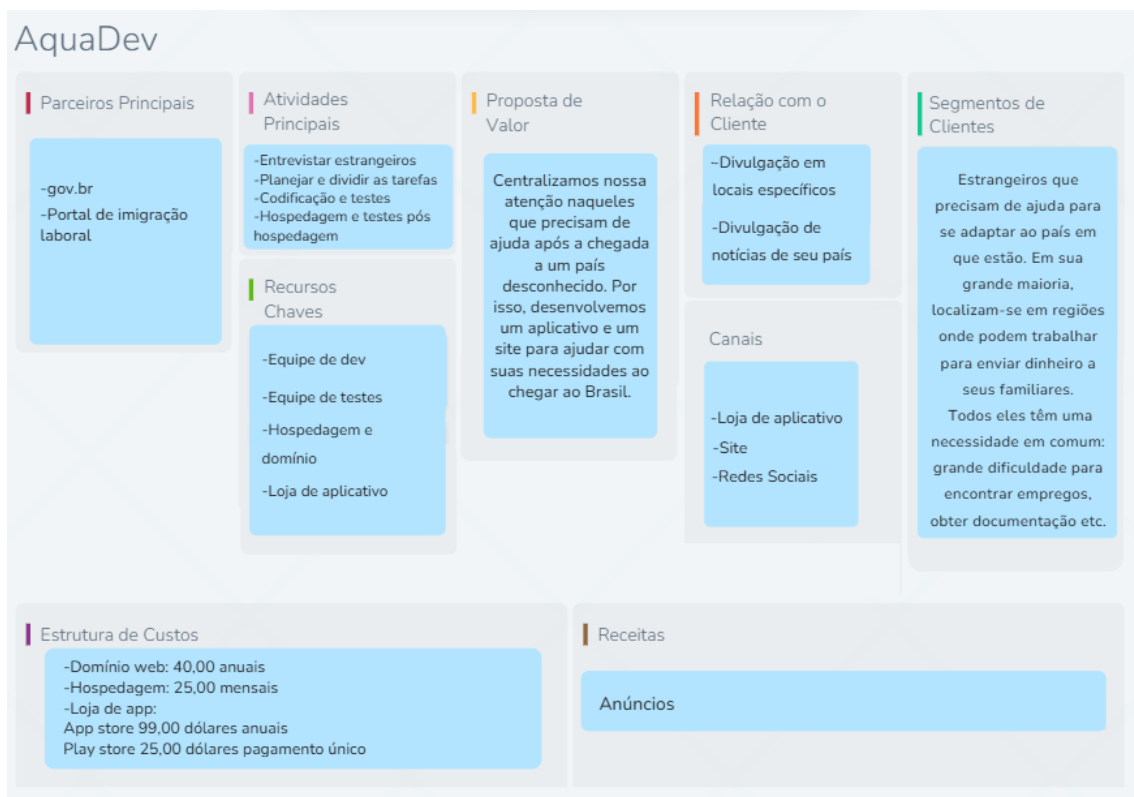 AquaDev
Parceiros Principais
-gov.br
-Portal de imigração
laboral
Atividades
Principais
-Entrevistar estrangeiros
-Planejar e dividir as tarefas
-Codificação e testes
-Hospedagem e testes pós
hospedagem
Recursos
Chaves
-Equipe de dev
-Equipe de testes
-Hospedagem e
domínio
-Loja de aplicativo
Proposta de
Valor
Centralizamos nossa
atenção naqueles
que precisam de
ajuda após a chegada
a um país
desconhecido. Por
isso, desenvolvemos
um aplicativo e um
site para ajudar com
suas necessidades ao
chegar ao Brasil.
Relação com o
Cliente
-Divulgação em
locais específicos
-Divulgação de
notícias de seu país
Canais
-Loja de aplicativo
-Site
-Redes Sociais
Segmentos de
Clientes
Estrangeiros que
precisam de ajuda para
se adaptar ao país em
que estão. Em sua
grande maioria,
localizam-se em regiões
onde podem trabalhar
para enviar dinheiro a
seus familiares.
Todos eles têm uma
necessidade em comum:
grande dificuldade para
encontrar empregos,
obter documentação etc.
Estrutura de Custos
-Domínio web: 40,00 anuais
-Hospedagem: 25,00 mensais
-Loja de app:
App store 99,00 dólares anuais
Play store 25,00 dólares pagamento único
Receitas
Anúncios